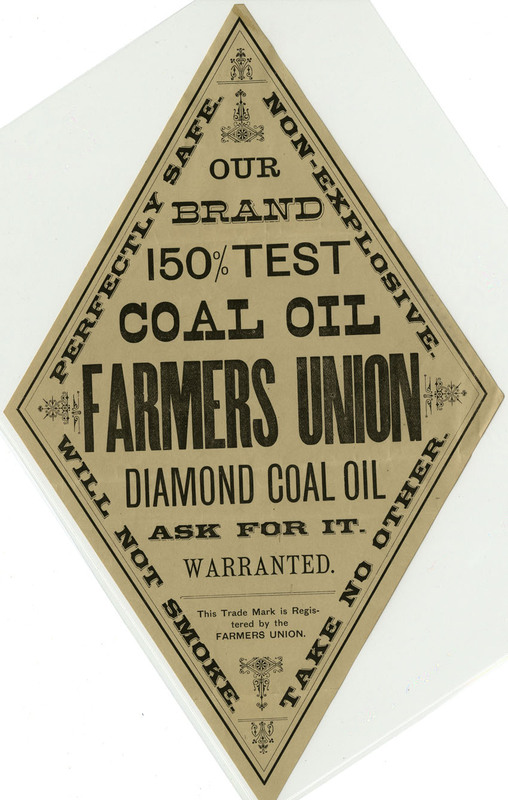 PERFECTLY SAFE.
NON-EXPLOSIVE.
OUR
BRAND
150% TEST
COAL OIL
FARMERS UNION
DIAMOND COAL OIL
ASK FOR IT.
WARRANTED.
This Trade Mark is Regis-
tered by the
FARMERS UNION.
WILL NOT SMOKE.
TAKE NO OTHER.